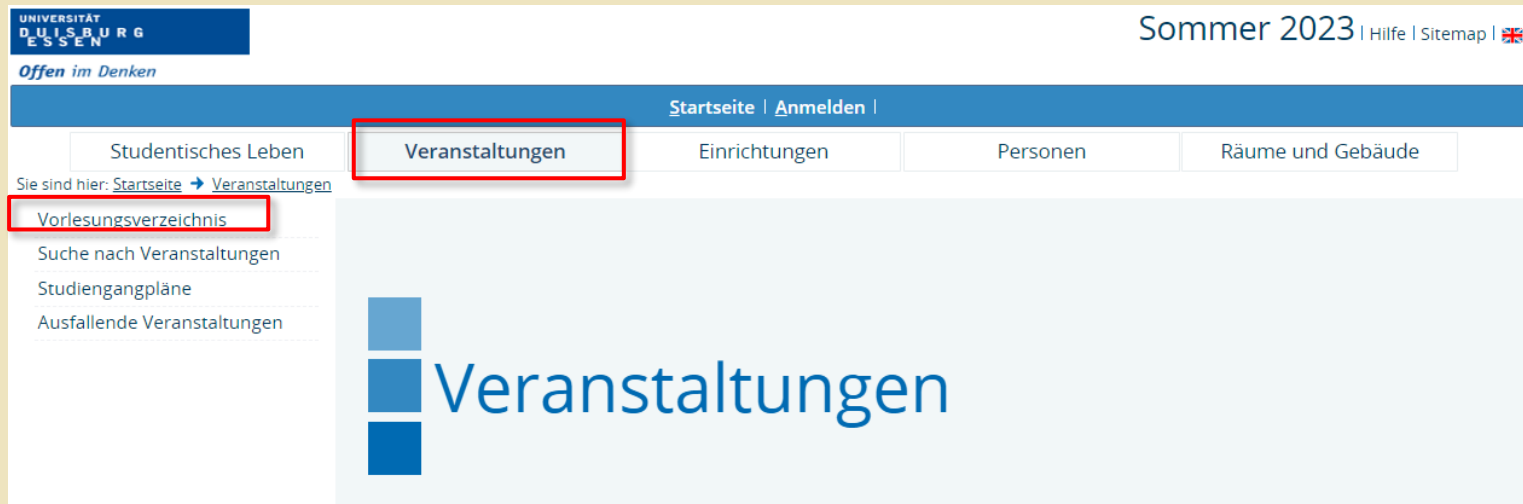 UNIVERSITÄT
DUISBURG
ESSEN
Offen im Denken
Sommer 2023 | Hilfe | Sitemap |
Startseite | Anmelden |
Studentisches Leben Veranstaltungen Einrichtungen Personen Räume und Gebäude
Sie sind hier: Startseite ➔ Veranstaltungen
Vorlesungsverzeichnis
Suche nach Veranstaltungen
Studiengangpläne
Ausfallende Veranstaltungen
Veranstaltungen